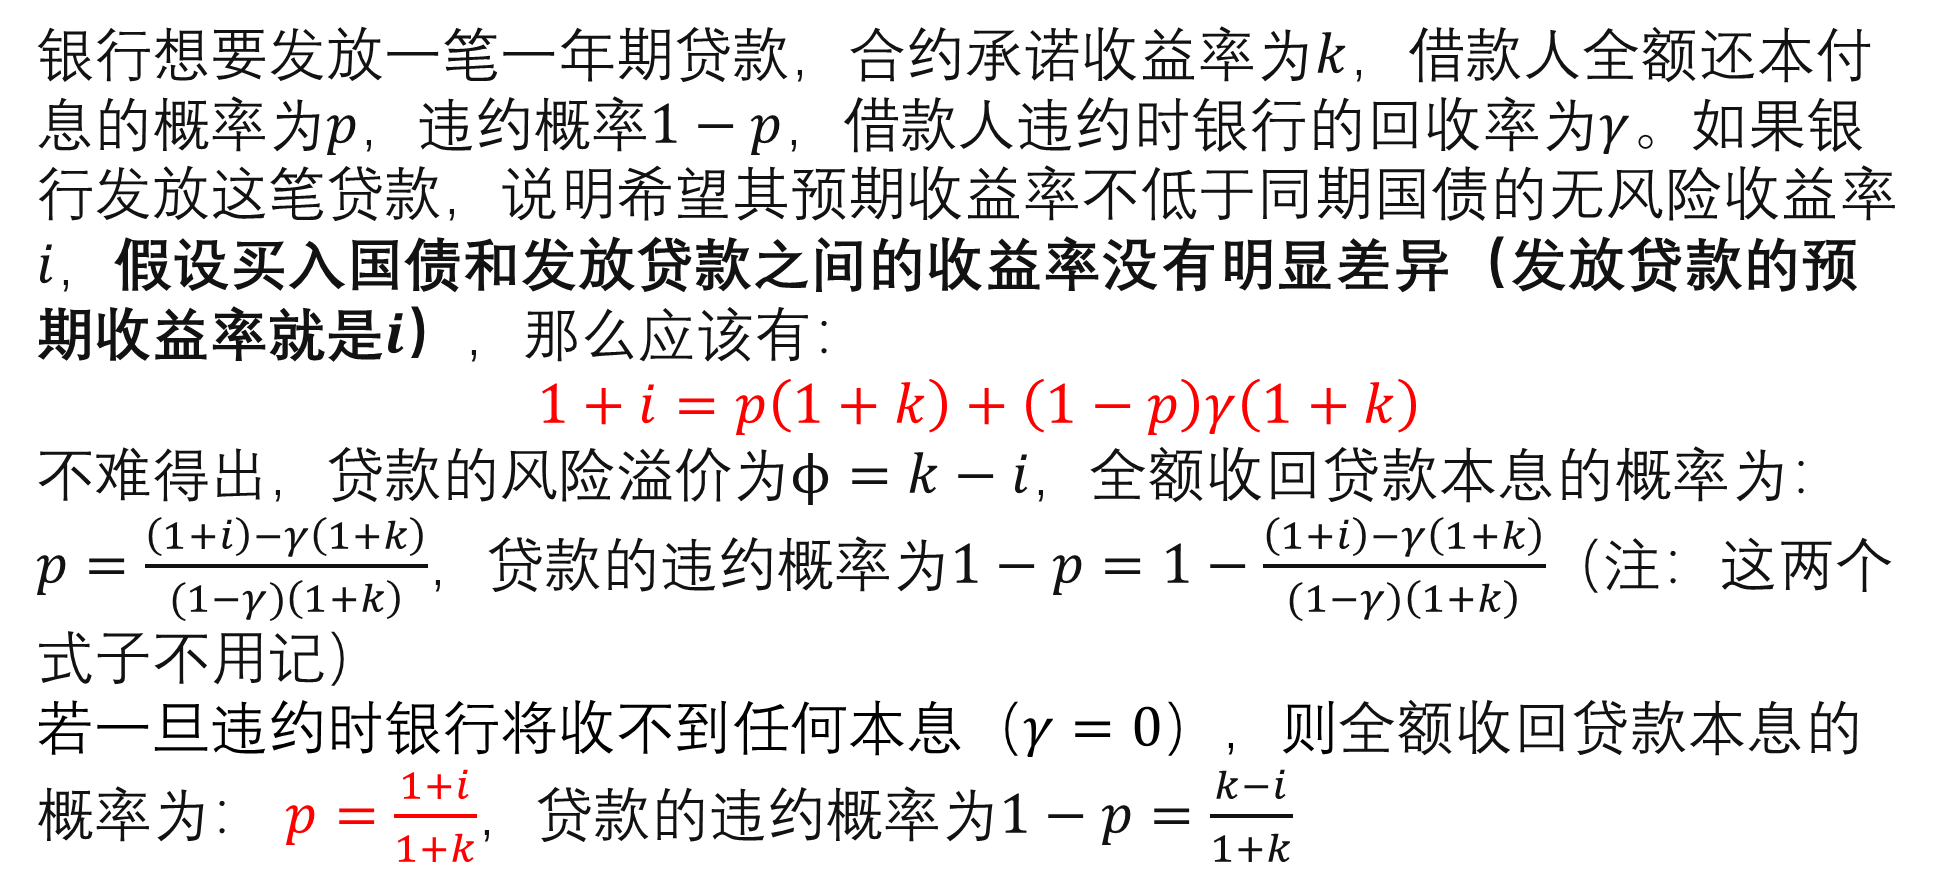 银行想要发放一笔一年期贷款，合约承诺收益率为k，借款人全额还本付
息的概率为p，违约概率1 − p，借款人违约时银行的回收率为γ。如果银
行发放这笔贷款，说明希望其预期收益率不低于同期国债的无风险收益率
i，假设买入国债和发放贷款之间的收益率没有明显差异（发放贷款的预
期收益率就是i），那么应该有：
1 + i = p(1 + k) + (1 − p)γ(1 + k)
不难得出，贷款的风险溢价为ϕ = k − i，全额收回贷款本息的概率为：
p = \frac{(1+i)−γ(1+k)}{(1−γ)(1+k)}，贷款的违约概率为1 − p = 1 − \frac{(1+i)−γ(1+k)}{(1−γ)(1+k)}（注：这两个
式子不用记）
若一旦违约时银行将收不到任何本息（γ = 0），则全额收回贷款本息的
概率为： p = \frac{1+i}{1+k}，贷款的违约概率为1 − p = \frac{k−i}{1+k}